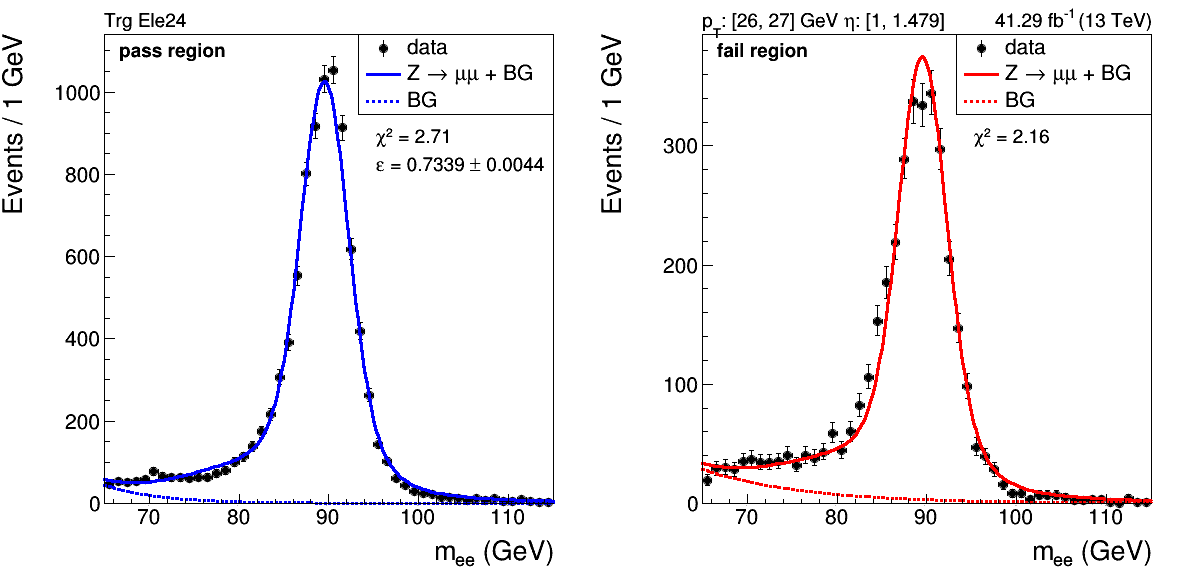 Trg Ele24
pass region
Events / 1 GeV
data
Z → μμ + BG
BG
χ² = 2.71
ε = 0.7339 ± 0.0044
1000
800
600
400
200
0
70 80 90 100 110
m_ee (GeV)
p_T: [26, 27] GeV η: [1, 1.479] 41.29 fb⁻¹ (13 TeV)
fail region
Events / 1 GeV
data
Z → μμ + BG
BG
χ² = 2.16
300
200
100
0
70 80 90 100 110
m_ee (GeV)